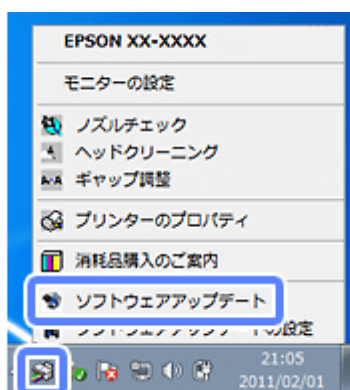 EPSON XX-XXXX
モニターの設定
ノズルチェック
ヘッドクリーニング
ギャップ調整
プリンターのプロパティ
消耗品購入のご案内
ソフトウェアアップデート
の設定
21:05
2011/02/01